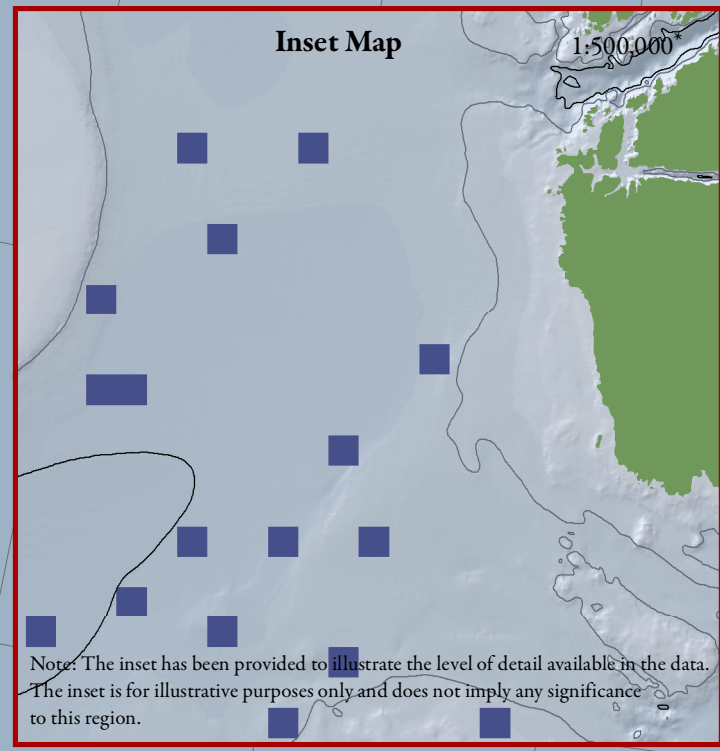 Inset Map
1:500,000*
Note: The inset has been provided to illustrate the level of detail available in the data.
The inset is for illustrative purposes only and does not imply any significance
to this region.